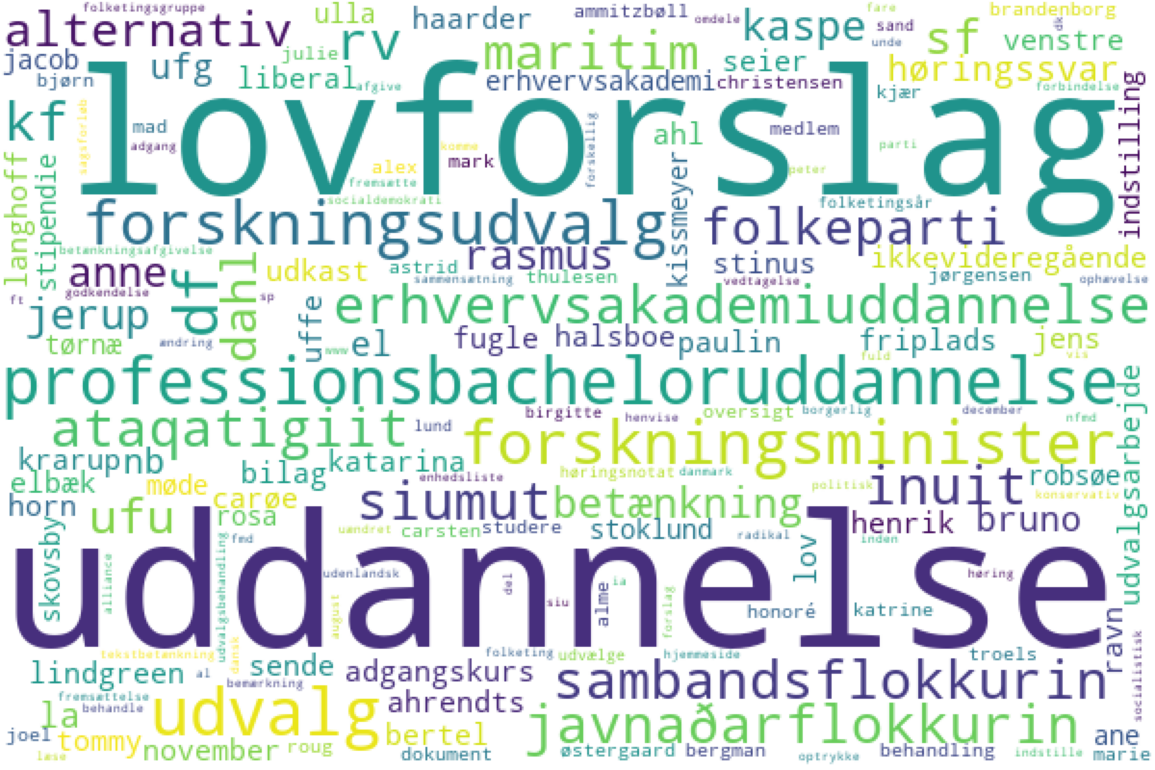 folketingsgruppe ulla haarder ammitzbøll omdele kaspe sand fare brandenborg
alternativ rv maritim sf dk venstre
jacob ufg julie liberal afgive erhvervsakademi seier christensen unde høringssvar
bjørn kjær forbindelse indstilling
lovforslag
kf sagsforløb mad adgang alex mark komme forskellig ahl medlem peter parti
langhoff stipendie fremsætte socialdemokrati kissmeyer folketingsår
forskningsudvalg folkeparti
betænkningsafgivelse rasmus stinus ikkevideregående
anne df dahl udkast astrid sammensætning thulesen vedtagelse jørgensen ophævelse
ft godkendelse sp erhvervsakademiuddannelse
jerup uffe
tørnæ ændring www el fugle halsboe paulin friplads jens
fuld vis
professionsbacheloruddannelse udvalgsarbejde
birgitte henvise oversigt borgerlig december nfmd
ataqatigiit lund forskningsminister
krarup nb bilag katarina enhedsliste høringsnotat danmark politisk inuit robsøe
elbæk møde carøe siumut betænkning konservativ
horn ufu rosa henrik bruno
skovsby uandret carsten studere stoklund radikal lov inden
uddannelse
alliance udvalgsbehandling fmd udenlandsk august del siu alme ia forslag honoré katrine høring
tekstbetænkning dansk folketing udvælge hjemmeside troels ravn socialistisk
lindgreen al sende bemærkning adgangskurs sambandsflokkurin
fremsættelse behandle udvalg ahrendts javnaðarflokkurin
la bertel
joel tommy november roug dokument østergaard bergman optrykke behandling indstille ane
læse marie